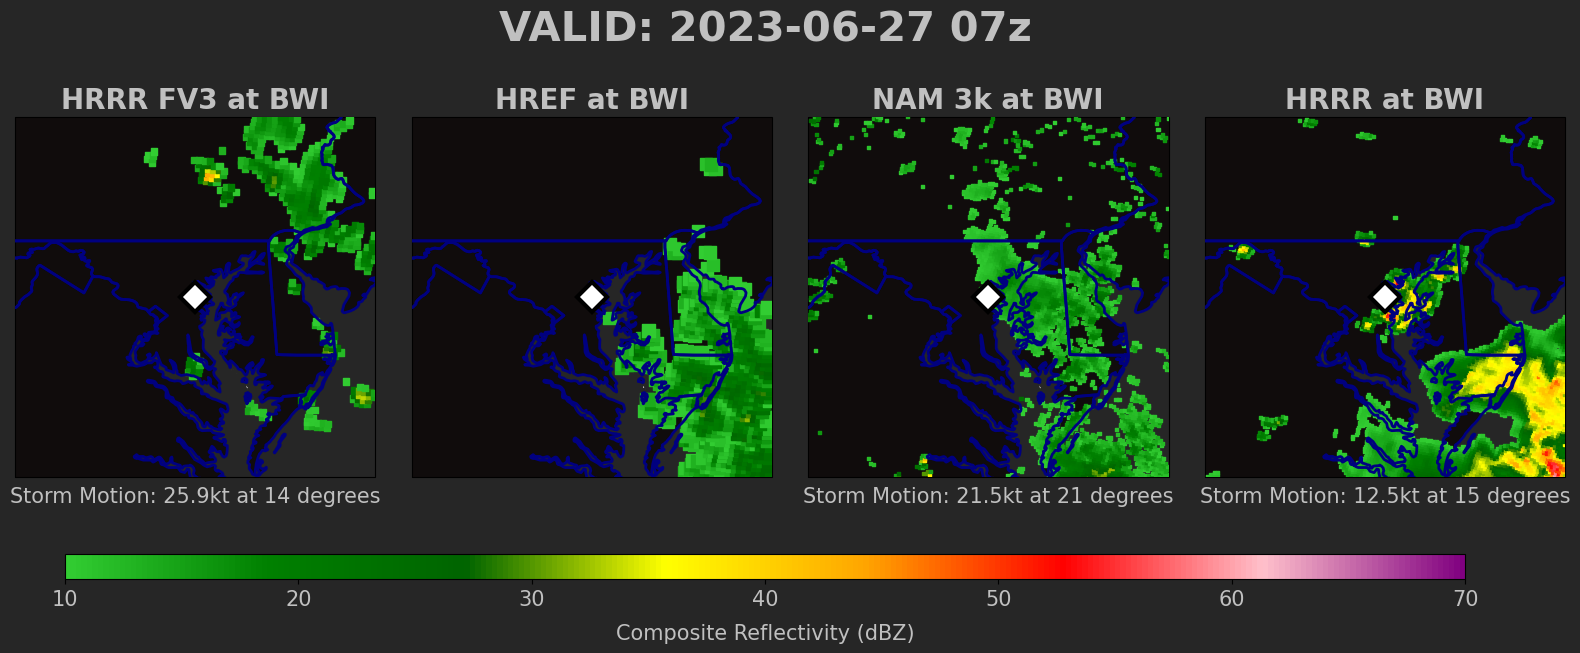 VALID: 2023-06-27 07z
HRRR FV3 at BWI
HREF at BWI
NAM 3k at BWI
HRRR at BWI
Storm Motion: 25.9kt at 14 degrees
Storm Motion: 21.5kt at 21 degrees
Storm Motion: 12.5kt at 15 degrees
10 20 30 40 50 60 70
Composite Reflectivity (dBZ)